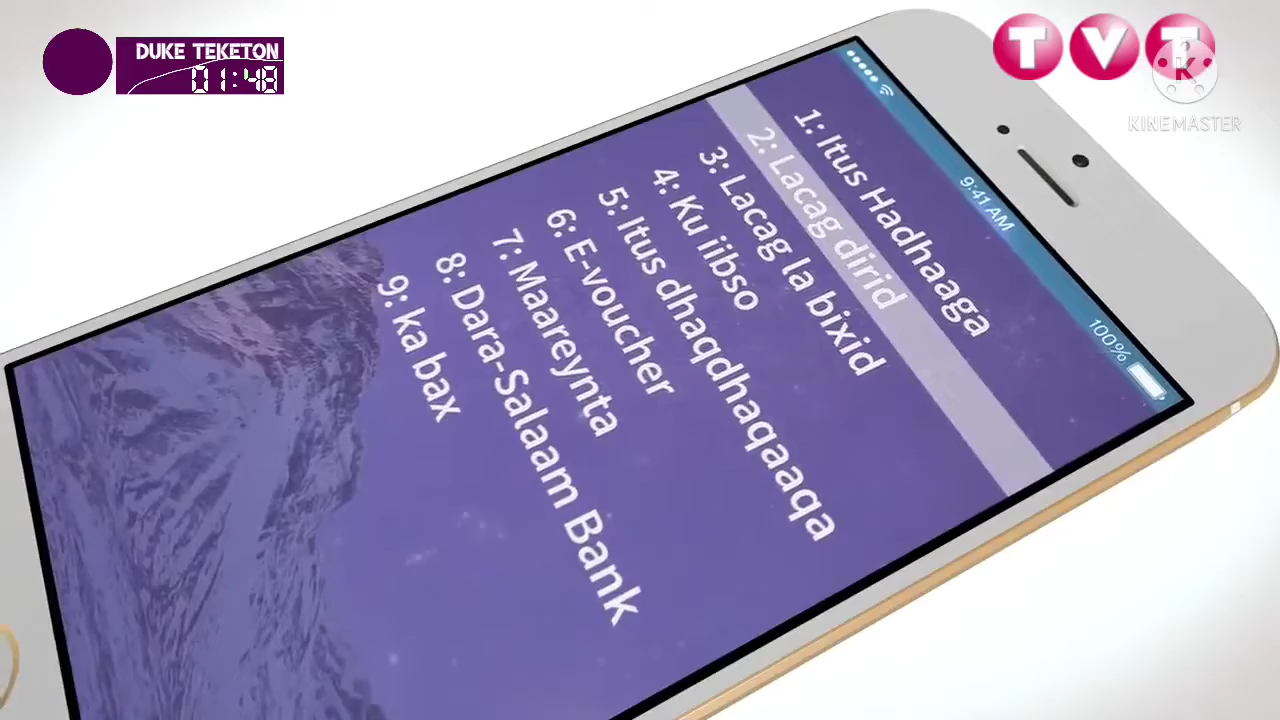 DUKE TEKETON
01:48
TVT
K
KINEMASTER
9:41 AM
100%
1: Itus Hadhaaga
2: Lacag dirid
3: Lacag la bixid
4: Ku iibso
5: Itus dhaqdhaqaaqa
6: E-voucher
7: Maareynta
8: Dara-Salaam Bank
9: ka bax